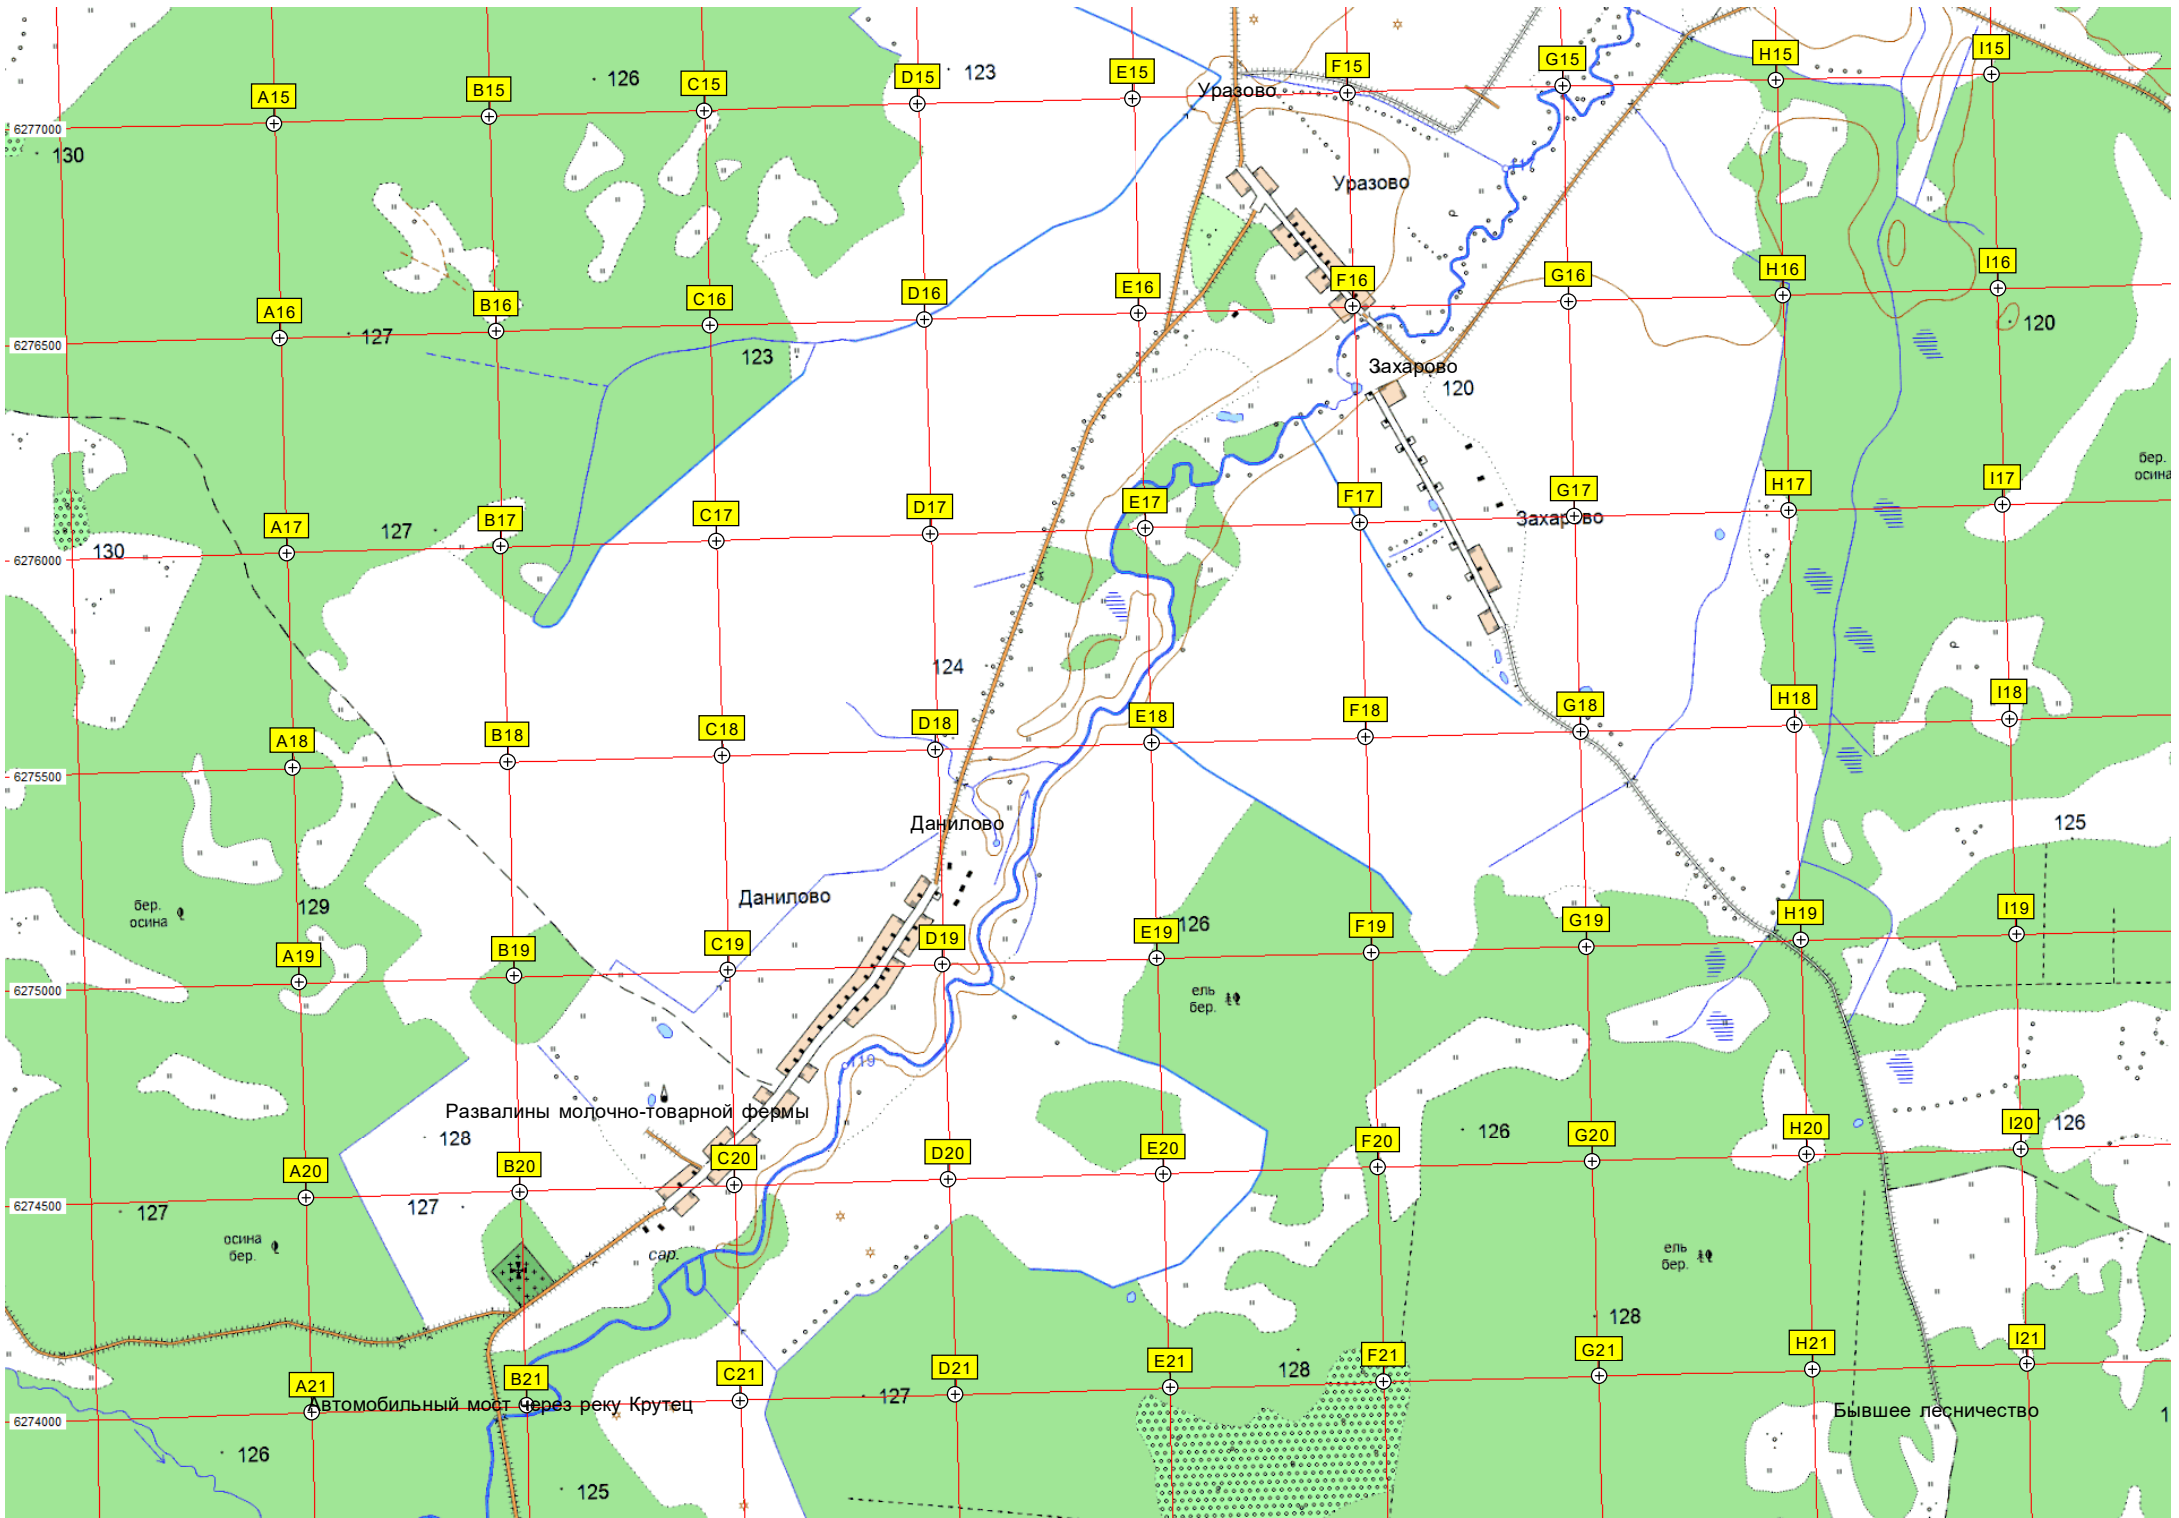 A15
B15
126
C15
D15
123
E15
Уразово
F15
G15
H15
I15
6277000
130
Уразово
A16
B16
C16
D16
E16
F16
G16
H16
I16
6276500
127
123
Захарово
120
120
A17
127
B17
C17
D17
E17
F17
G17
Захарово
H17
I17
бер.
осина
6276000
130
124
A18
B18
C18
D18
E18
F18
G18
H18
I18
6275500
Данилово
125
бер.
осина
129
Данилово
A19
B19
C19
D19
E19
126
F19
G19
H19
I19
6275000
ель
бер.
119
Развалины молочно-товарной фермы
128
A20
B20
C20
D20
E20
F20
126
G20
H20
I20
126
6274500
127
127
осина
бер.
сар.
ель
бер.
128
A21
B21
C21
D21
E21
128
F21
G21
H21
I21
6274000
Автомобильный мост через реку Крутец
127
Бывшее лесничество
126
125